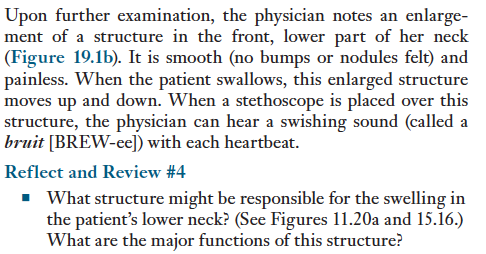 Upon further examination, the physician notes an enlarge-
ment of a structure in the front, lower part of her neck
(Figure 19.1b). It is smooth (no bumps or nodules felt) and
painless. When the patient swallows, this enlarged structure
moves up and down. When a stethoscope is placed over this
structure, the physician can hear a swishing sound (called a
bruit [BREW-ee]) with each heartbeat.
Reflect and Review #4
▪ What structure might be responsible for the swelling in
the patient's lower neck? (See Figures 11.20a and 15.16.)
What are the major functions of this structure?